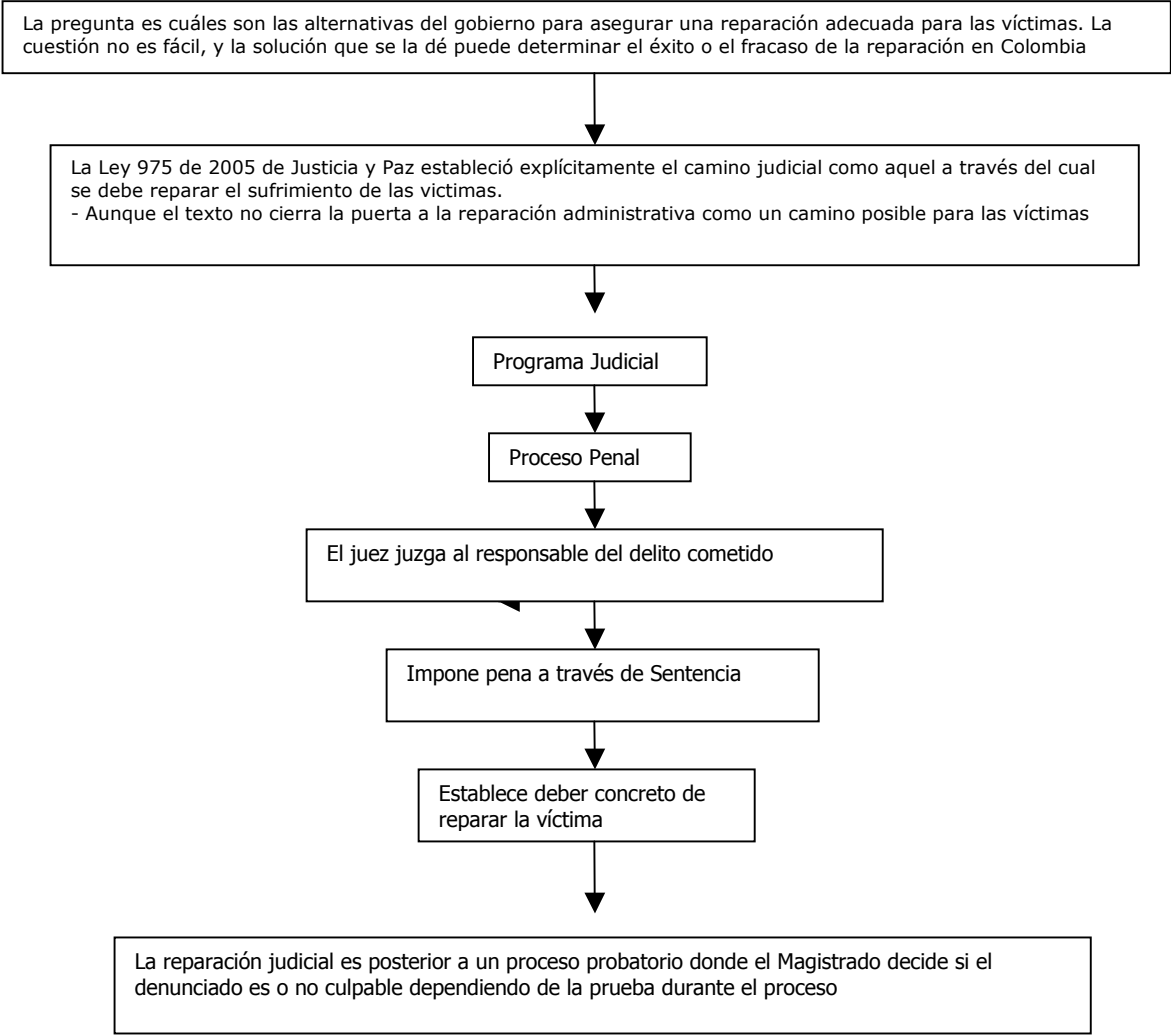 La pregunta es cuáles son las alternativas del gobierno para asegurar una reparación adecuada para las víctimas. La
cuestión no es fácil, y la solución que se la dé puede determinar el éxito o el fracaso de la reparación en Colombia
La Ley 975 de 2005 de Justicia y Paz estableció explícitamente el camino judicial como aquel a través del cual
se debe reparar el sufrimiento de las victimas.
- Aunque el texto no cierra la puerta a la reparación administrativa como un camino posible para las víctimas
Programa Judicial
Proceso Penal
El juez juzga al responsable del delito cometido
Impone pena a través de Sentencia
Establece deber concreto de
reparar la víctima
La reparación judicial es posterior a un proceso probatorio donde el Magistrado decide si el
denunciado es o no culpable dependiendo de la prueba durante el proceso